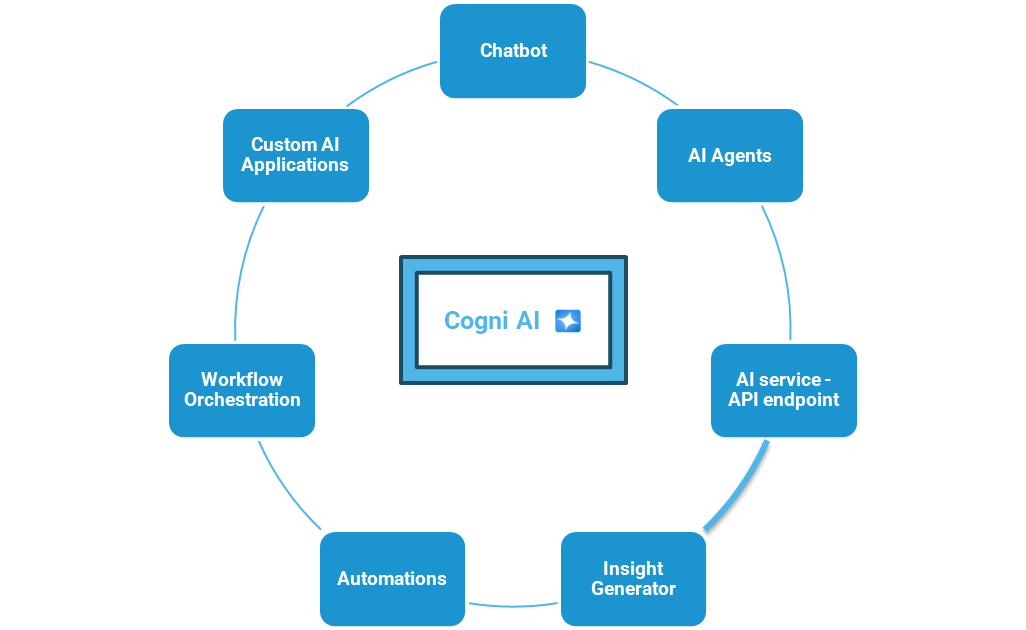 Chatbot
Custom AI
Applications
AI Agents
Cogni AI
Workflow
Orchestration
AI service -
API endpoint
Automations
Insight
Generator